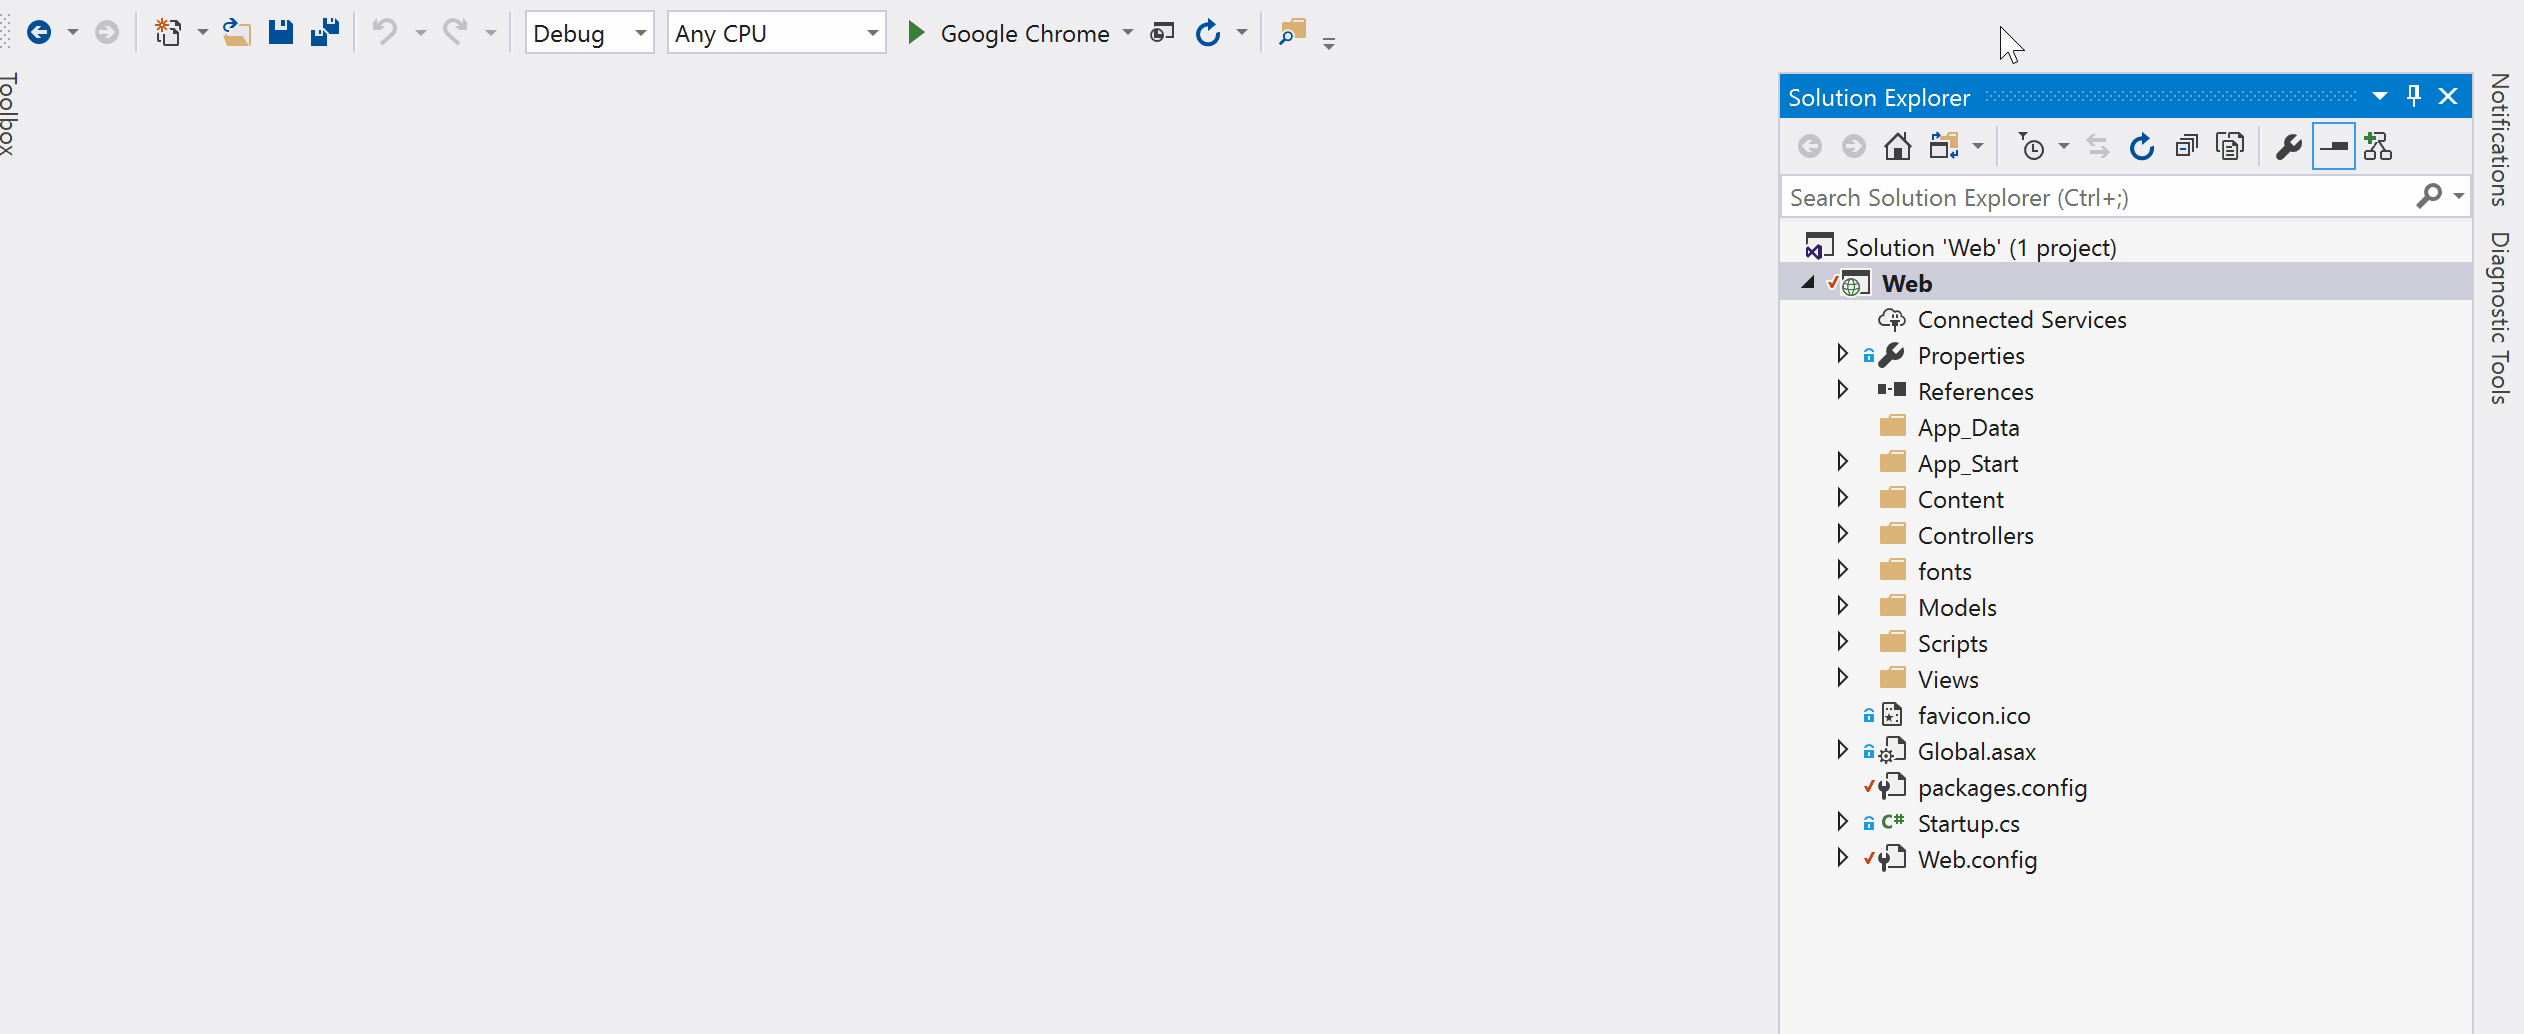 Debug
Any CPU
Google Chrome
Toolbox
Solution Explorer
Search Solution Explorer (Ctrl+;)
Solution 'Web' (1 project)
Web
Connected Services
Properties
References
App_Data
App_Start
Content
Controllers
fonts
Models
Scripts
Views
favicon.ico
Global.asax
packages.config
C# Startup.cs
Web.config
Notifications
Diagnostic Tools